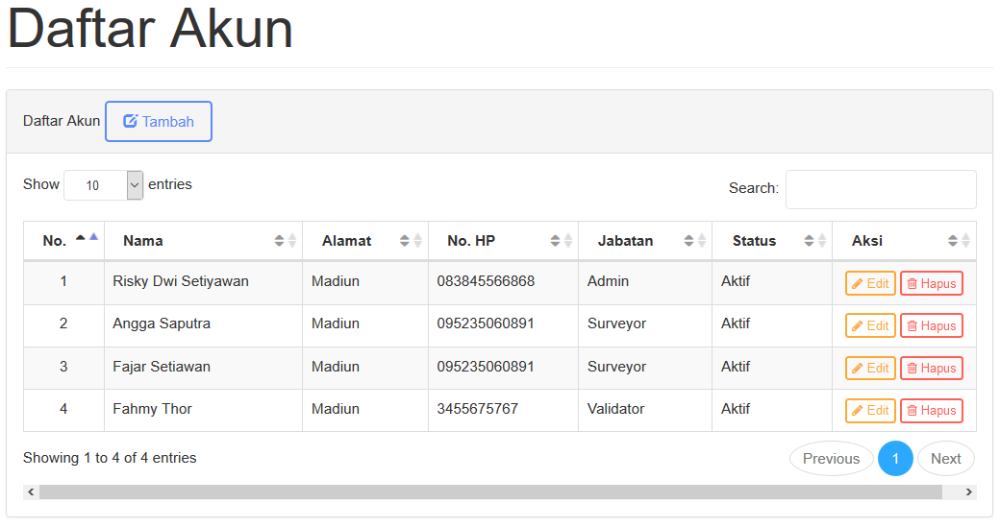 Daftar Akun
Daftar Akun Tambah
Show 10 entries Search:
No. Nama Alamat No. HP Jabatan Status Aksi
1 Risky Dwi Setiyawan Madiun 083845566868 Admin Aktif Edit Hapus
2 Angga Saputra Madiun 095235060891 Surveyor Aktif Edit Hapus
3 Fajar Setiawan Madiun 095235060891 Surveyor Aktif Edit Hapus
4 Fahmy Thor Madiun 3455675767 Validator Aktif Edit Hapus
Showing 1 to 4 of 4 entries Previous 1 Next